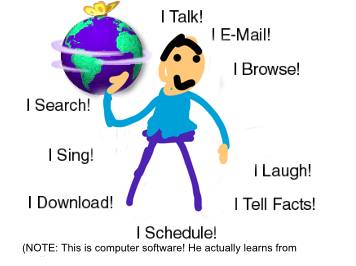 I Talk!
I E-Mail!
I Browse!
I Search!
I Sing!
I Laugh!
I Download!
I Tell Facts!
I Schedule!
(NOTE: This is computer software! He actually learns from